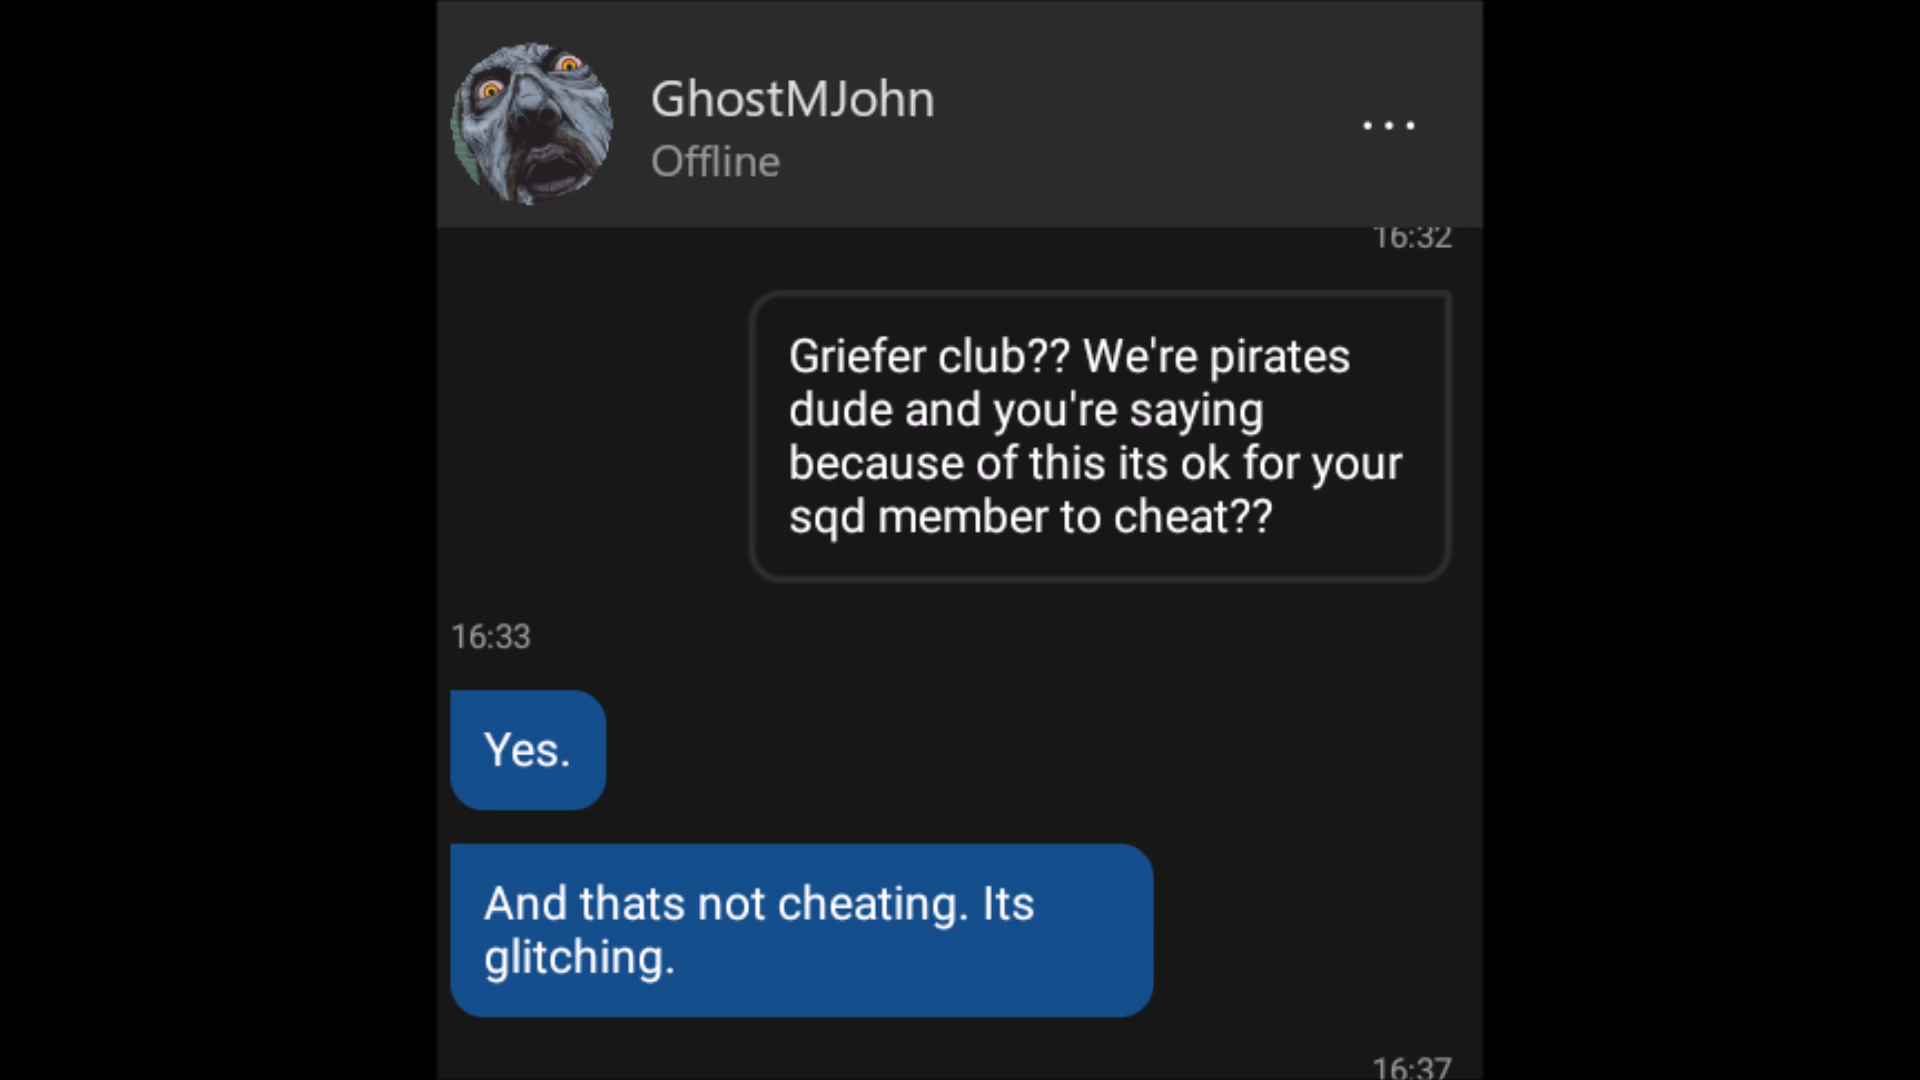 GhostMJohn
Offline
...
16:32
Griefer club?? We're pirates
dude and you're saying
because of this its ok for your
sqd member to cheat??
16:33
Yes.
And thats not cheating. Its
glitching.
16:37